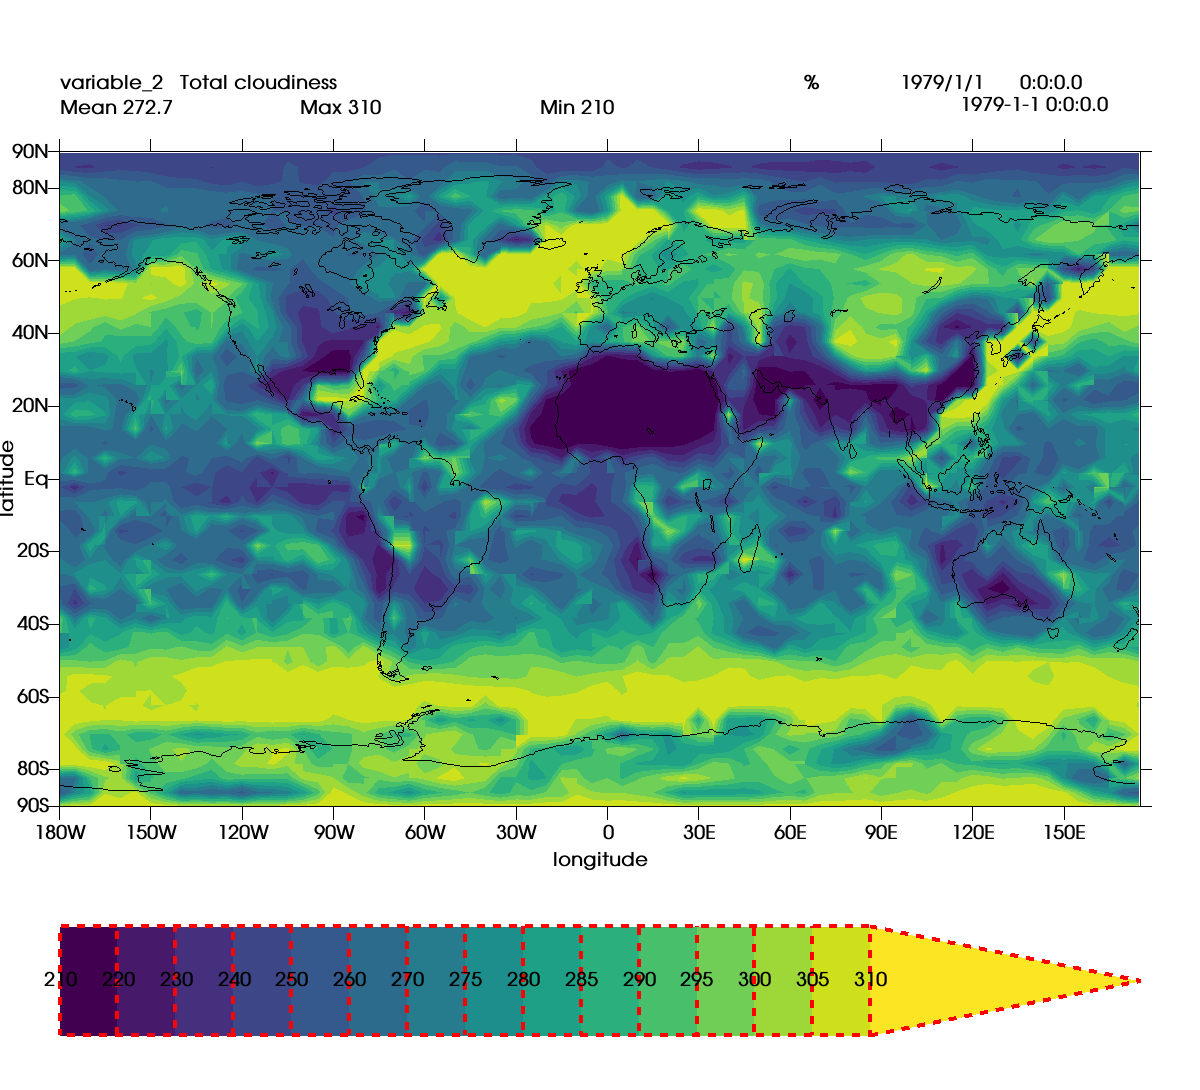 variable_2 Total cloudiness % 1979/1/1 0:0:0.0
Mean 272.7 Max 310 Min 210 1979-1-1 0:0:0.0
90N
80N
60N
40N
20N
Eq
20S
40S
60S
80S
90S
latitude
180W 150W 120W 90W 60W 30W 0 30E 60E 90E 120E 150E
longitude
210 220 230 240 250 260 270 275 280 285 290 295 300 305 310